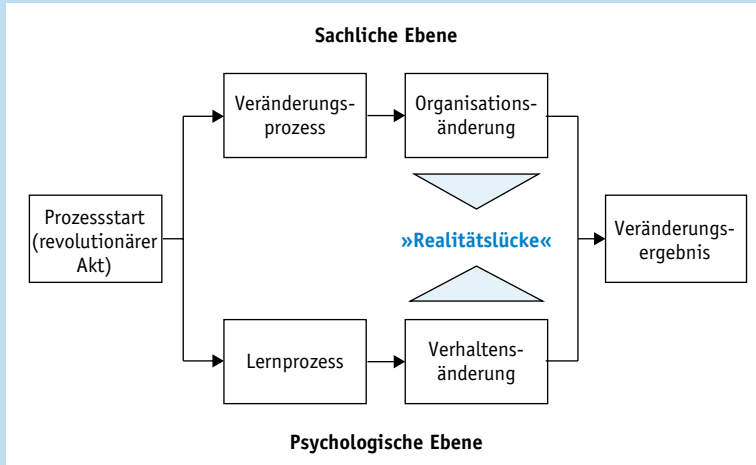 Sachliche Ebene
Veränderungs-
prozess
Organisations-
änderung
Prozessstart
(revolutionärer
Akt)
»Realitätslücke«
Veränderungs-
ergebnis
Lernprozess
Verhaltens-
änderung
Psychologische Ebene